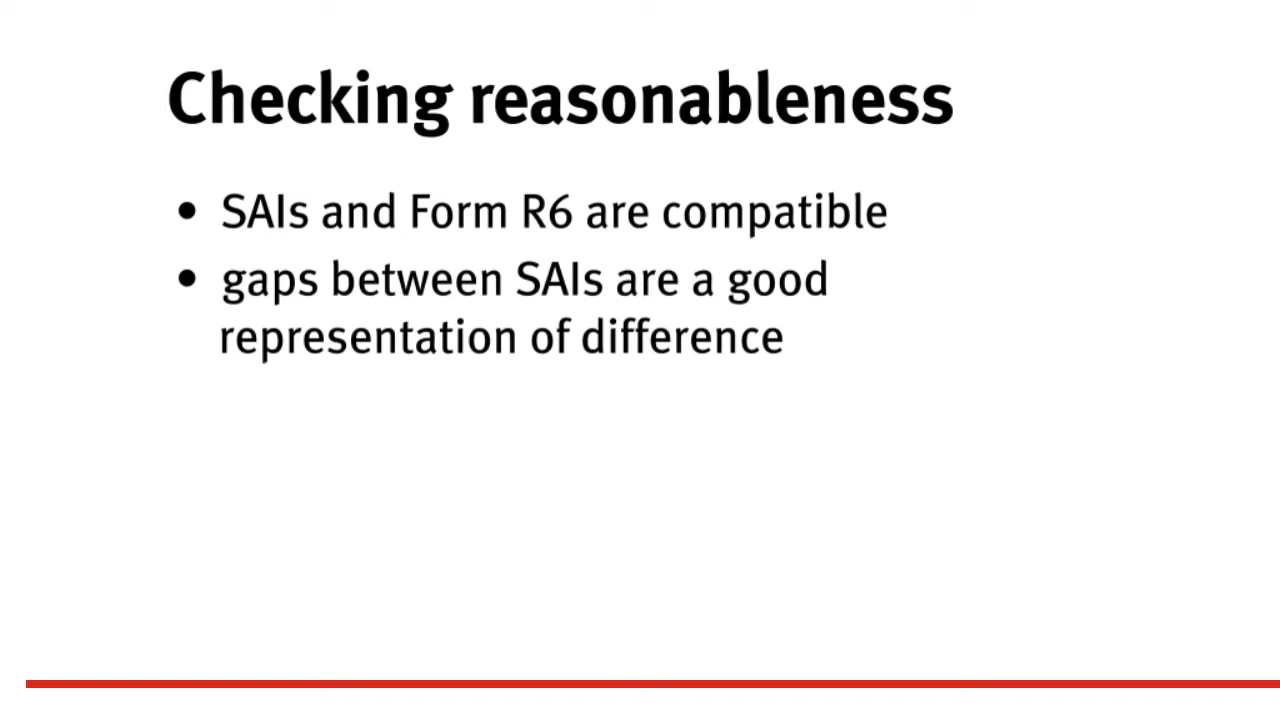 Checking reasonableness
• SAIs and Form R6 are compatible
• gaps between SAIs are a good
representation of difference